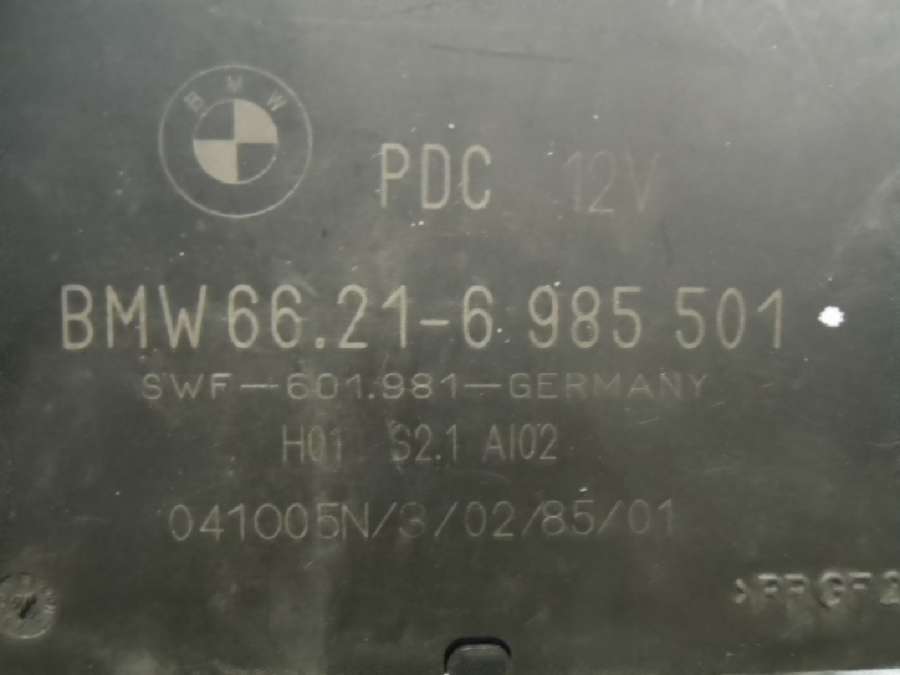 BMW
PDC 12V
BMW 66.21-6 985 501
SWF-601.981-GERMANY
H01 S2.1 AI02
041005N/3/02/85/01